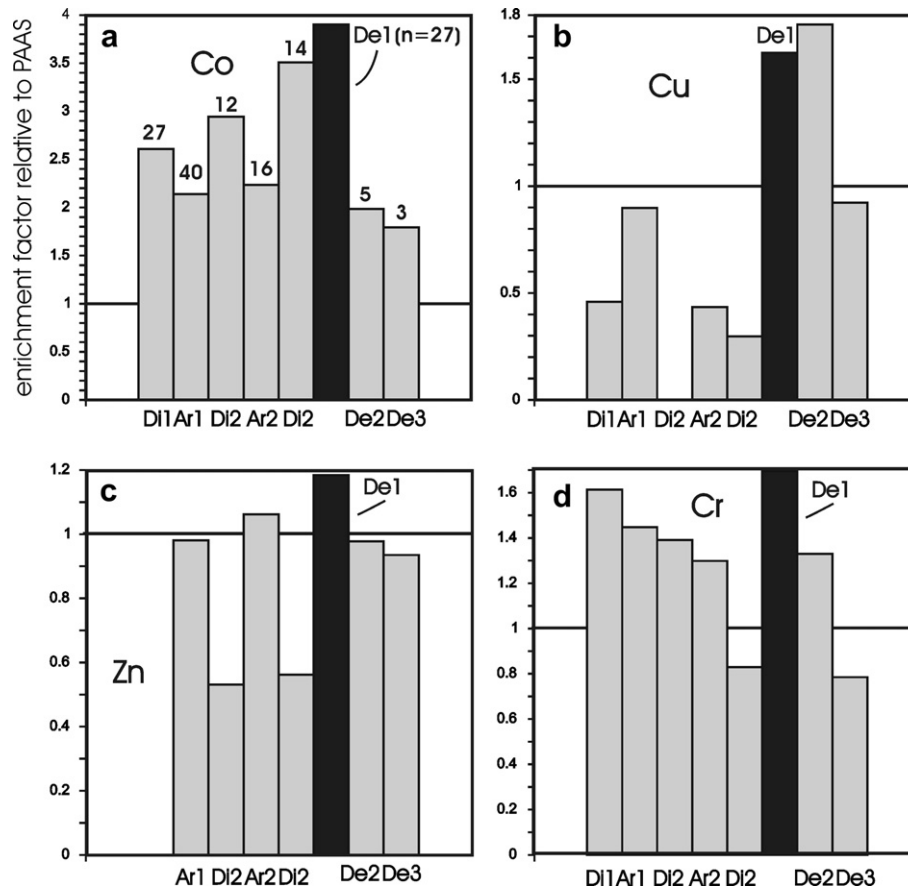 enrichment factor relative to PAAS
a
Co
De1 (n=27)
4
3.5
3
2.5
2
1.5
1
0.5
0
27
40
12
16
14
5
3
Di1 Ar1 Di2 Ar2 Di2 De2 De3
b
Cu
De1
1.8
1.5
1
0.5
0
Di1 Ar1 Di2 Ar2 Di2 De2 De3
c
Zn
De1
1.2
1
0.8
0.6
0.4
0.2
0
Ar1 Di2 Ar2 Di2 De2 De3
d
Cr
De1
1.6
1.4
1.2
1
0.8
0.6
0.4
0.2
0
Di1 Ar1 Di2 Ar2 Di2 De2 De3